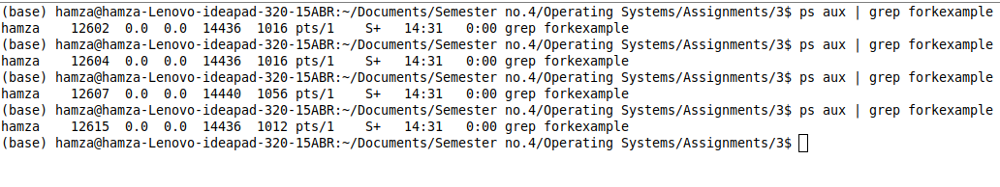 (base) hamza@hamza-Lenovo-ideapad-320-15ABR:~/Documents/Semester no.4/Operating Systems/Assignments/3$ ps aux | grep forkexample
hamza    12602  0.0  0.0  14436  1016 pts/1    S+   14:31   0:00 grep forkexample
(base) hamza@hamza-Lenovo-ideapad-320-15ABR:~/Documents/Semester no.4/Operating Systems/Assignments/3$ ps aux | grep forkexample
hamza    12604  0.0  0.0  14436  1016 pts/1    S+   14:31   0:00 grep forkexample
(base) hamza@hamza-Lenovo-ideapad-320-15ABR:~/Documents/Semester no.4/Operating Systems/Assignments/3$ ps aux | grep forkexample
hamza    12607  0.0  0.0  14440  1056 pts/1    S+   14:31   0:00 grep forkexample
(base) hamza@hamza-Lenovo-ideapad-320-15ABR:~/Documents/Semester no.4/Operating Systems/Assignments/3$ ps aux | grep forkexample
hamza    12615  0.0  0.0  14436  1012 pts/1    S+   14:31   0:00 grep forkexample
(base) hamza@hamza-Lenovo-ideapad-320-15ABR:~/Documents/Semester no.4/Operating Systems/Assignments/3$